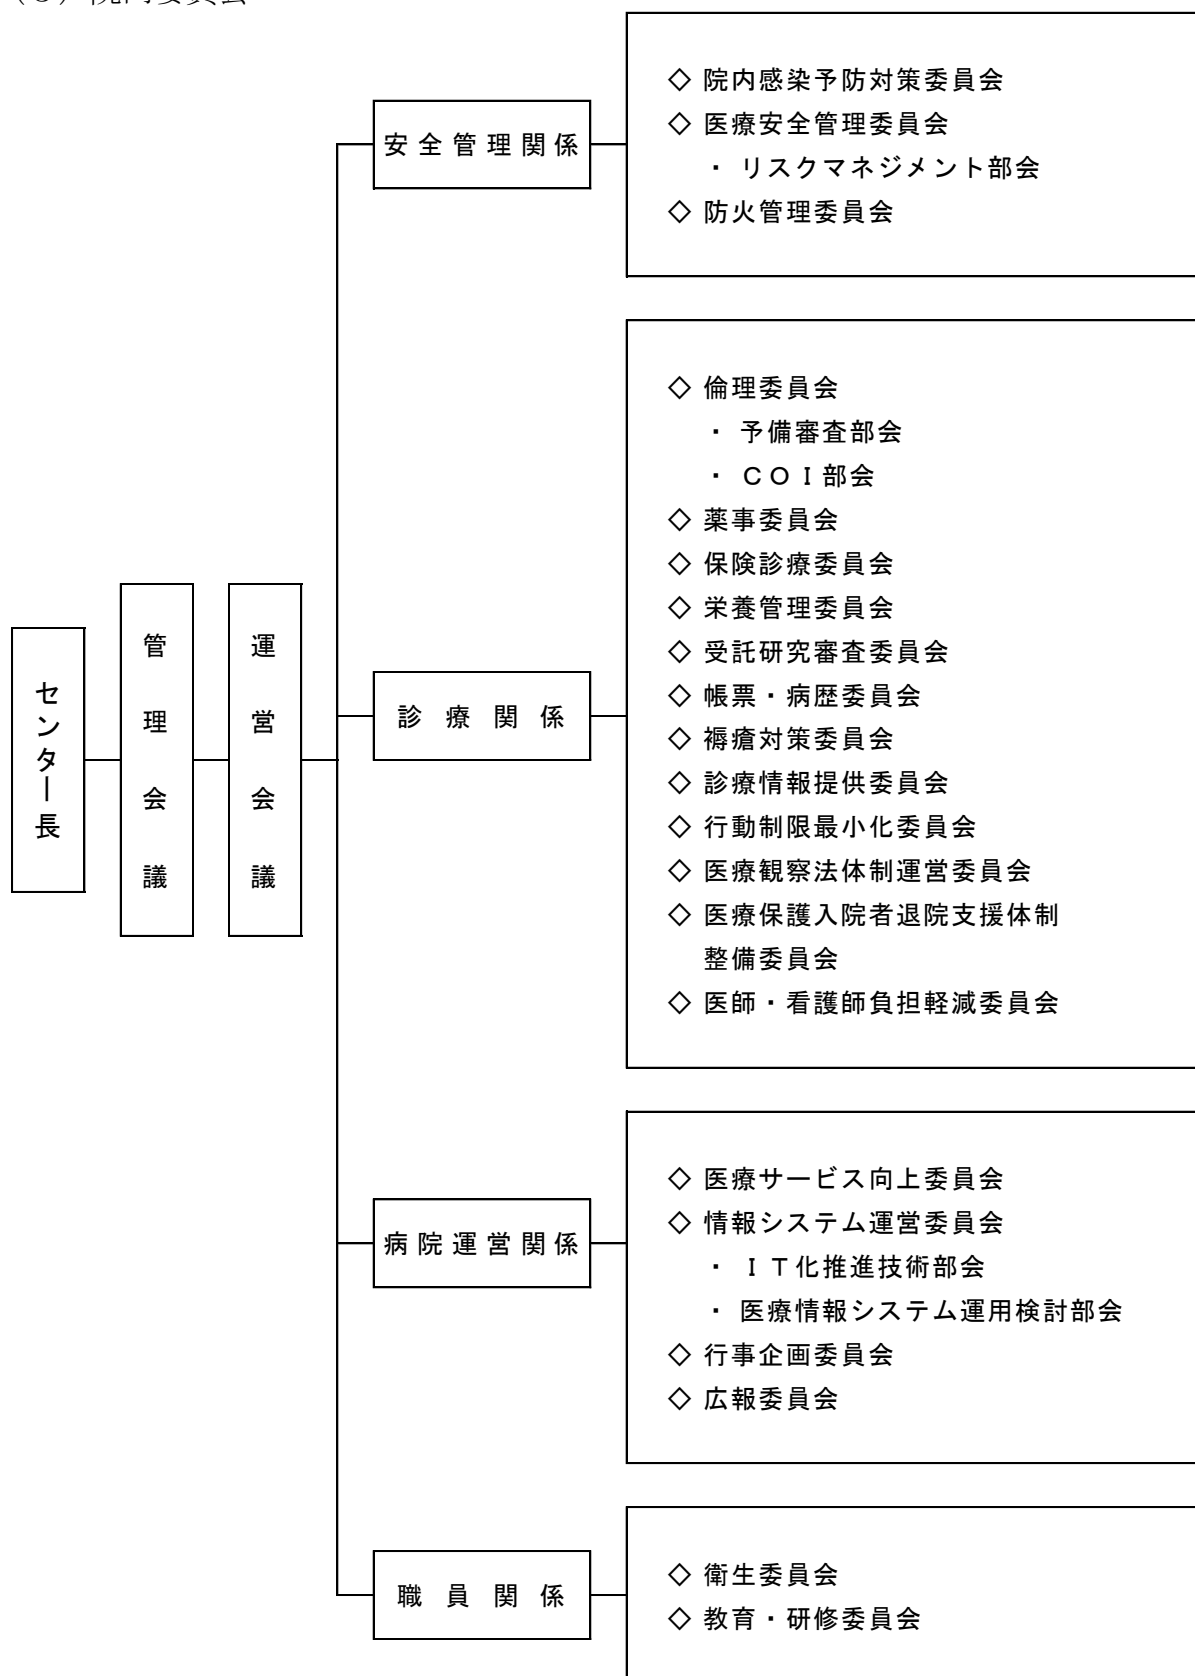 院内委員会
センター長
管理会議
運営会議
安全管理関係
◇ 院内感染予防対策委員会
◇ 医療安全管理委員会
・ リスクマネジメント部会
◇ 防火管理委員会
診療関係
◇ 倫理委員会
・ 予備審査部会
・ ＣＯＩ部会
◇ 薬事委員会
◇ 保険診療委員会
◇ 栄養管理委員会
◇ 受託研究審査委員会
◇ 帳票・病歴委員会
◇ 褥瘡対策委員会
◇ 診療情報提供委員会
◇ 行動制限最小化委員会
◇ 医療観察法体制運営委員会
◇ 医療保護入院者退院支援体制
整備委員会
◇ 医師・看護師負担軽減委員会
病院運営関係
◇ 医療サービス向上委員会
◇ 情報システム運営委員会
・ ＩＴ化推進技術部会
・ 医療情報システム運用検討部会
◇ 行事企画委員会
◇ 広報委員会
職員関係
◇ 衛生委員会
◇ 教育・研修委員会